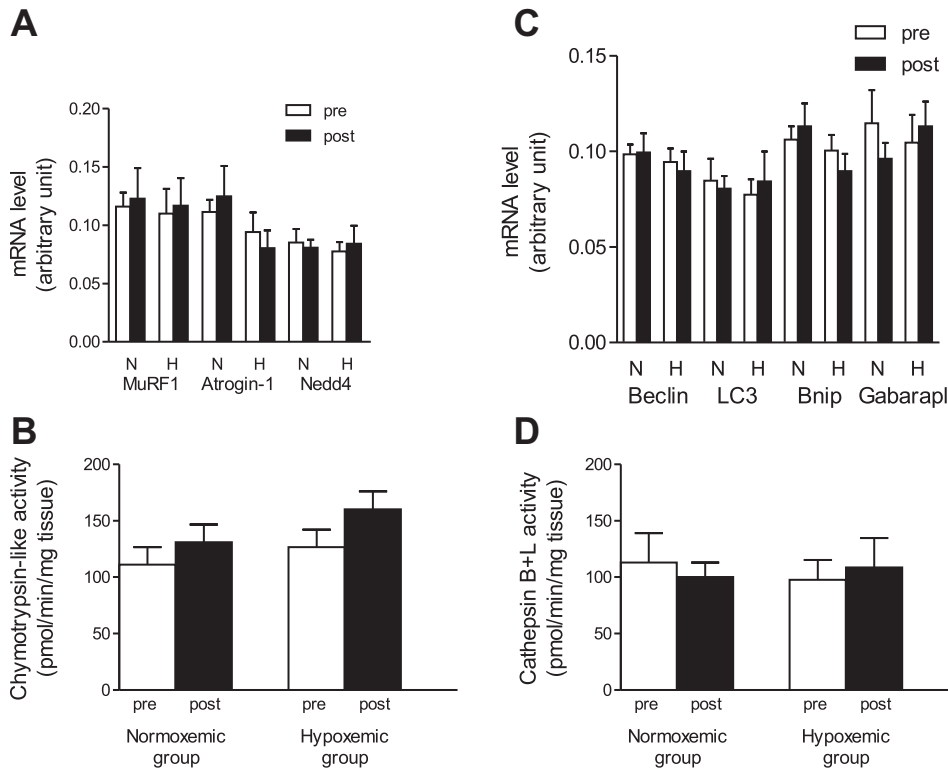 A
mRNA level
(arbitrary unit)
0.20
0.15
0.10
0.05
0.00
pre
post
N H N H N H
MuRF1 Atrogin-1 Nedd4
C
mRNA level
(arbitrary unit)
0.15
0.10
0.05
0.00
pre
post
N H N H N H N H
Beclin LC3 Bnip Gabarapl
B
Chymotrypsin-like activity
(pmol/min/mg tissue)
200
150
100
50
0
pre post pre post
Normoxemic Hypoxemic
group group
D
Cathepsin B+L activity
(pmol/min/mg tissue)
200
150
100
50
0
pre post pre post
Normoxemic Hypoxemic
group group